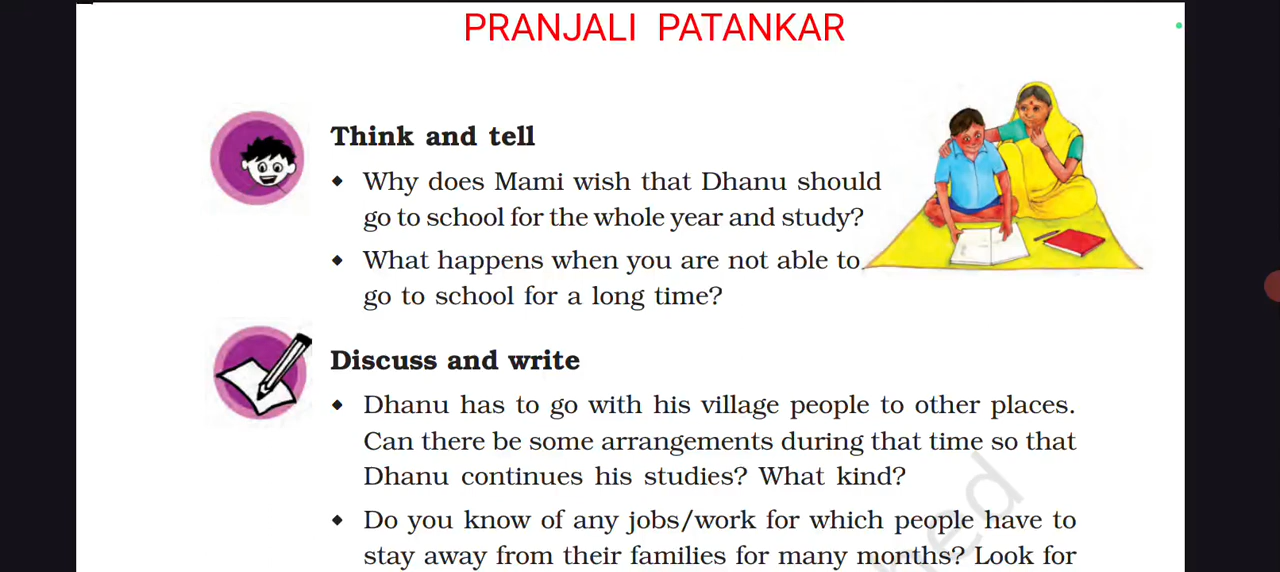 PRANJALI PATANKAR
Think and tell
◆ Why does Mami wish that Dhanu should
go to school for the whole year and study?
◆ What happens when you are not able to
go to school for a long time?
Discuss and write
◆ Dhanu has to go with his village people to other places.
Can there be some arrangements during that time so that
Dhanu continues his studies? What kind?
◆ Do you know of any jobs/work for which people have to
stay away from their families for many months? Look for